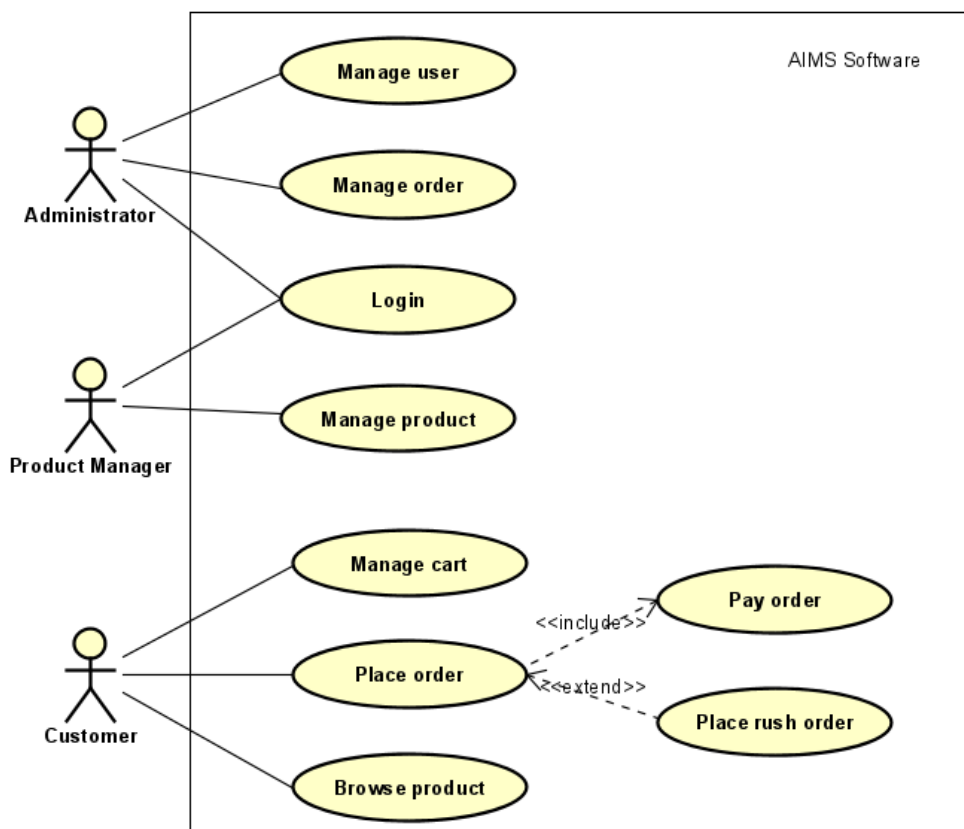 AIMS Software
Manage user
Manage order
Administrator
Login
Manage product
Product Manager
Manage cart
Pay order
<<include>>
Place order
<<extend>>
Place rush order
Customer
Browse product